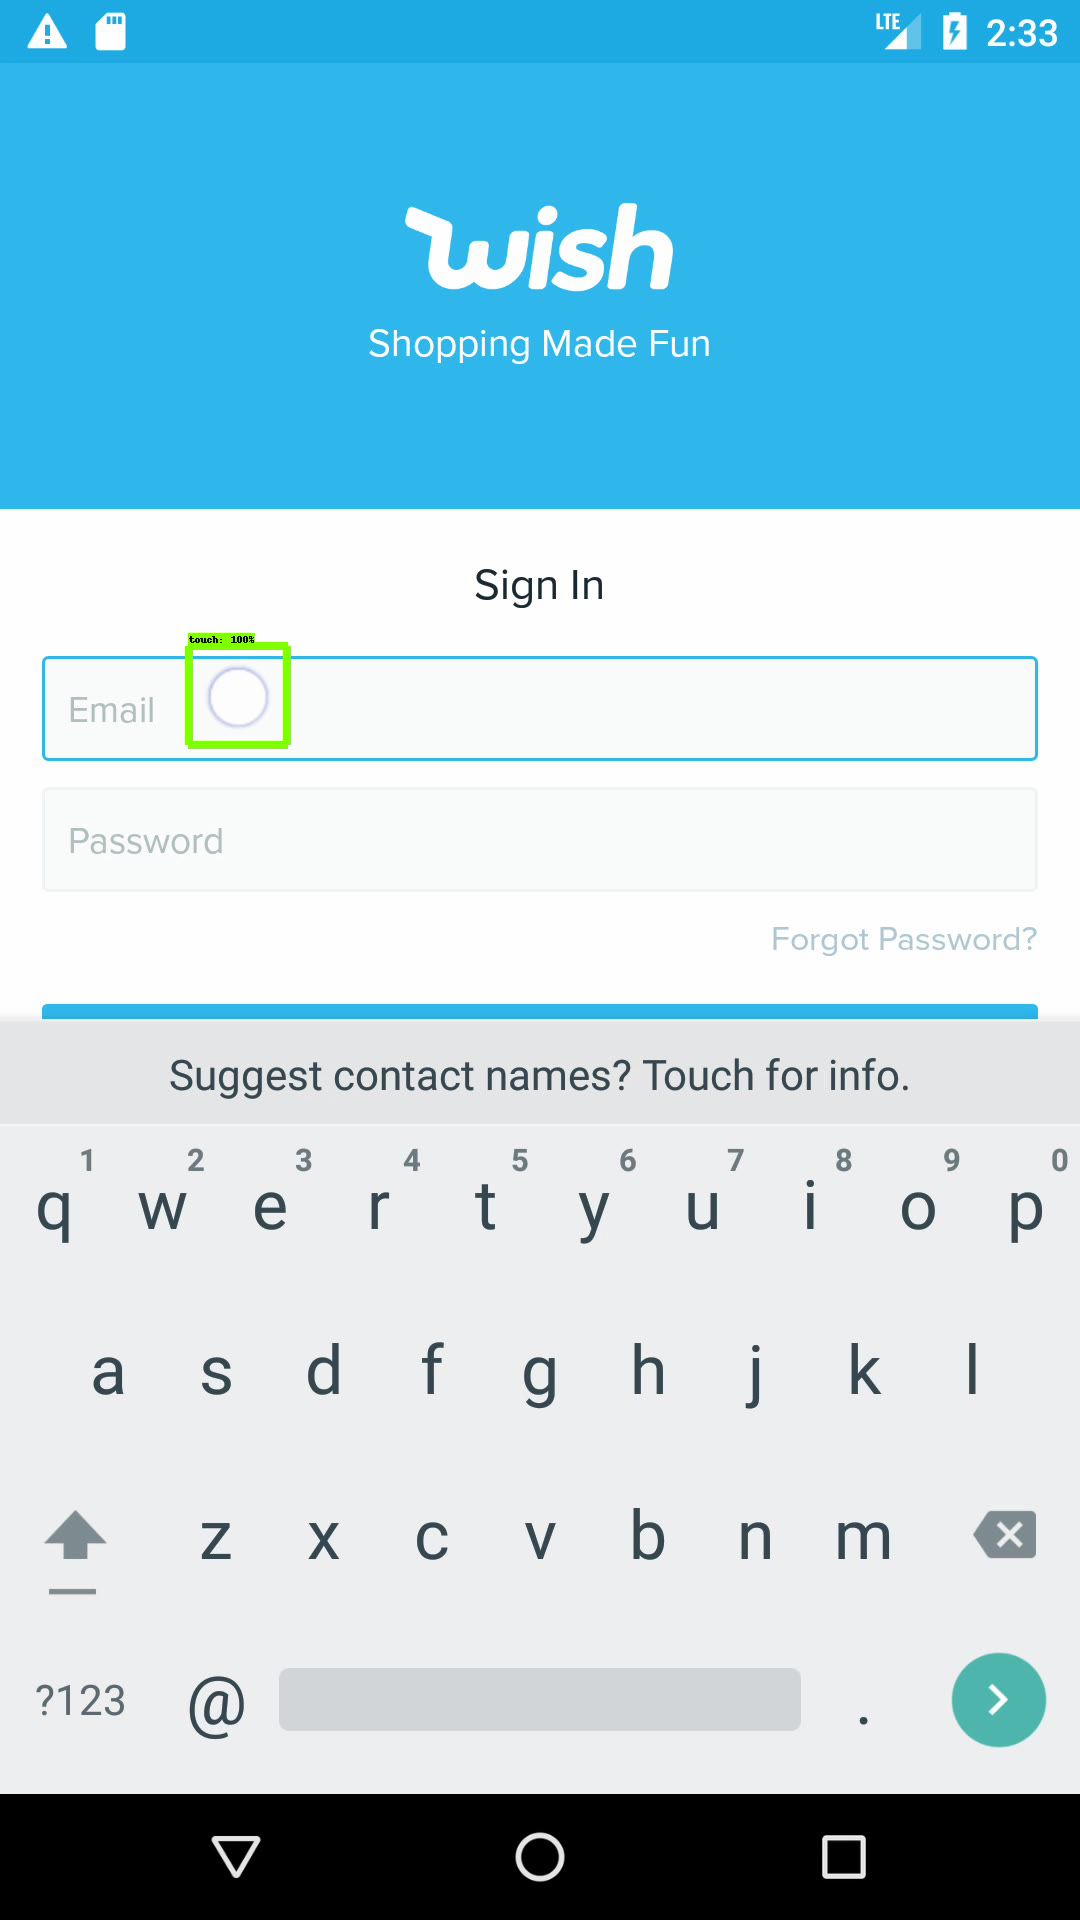 LTE 2:33
wish
Shopping Made Fun
Sign In
touch: 100%
Email
Password
Forgot Password?
Suggest contact names? Touch for info.
1 2 3 4 5 6 7 8 9 0
q w e r t y u i o p
a s d f g h j k l
z x c v b n m
?123 @ .